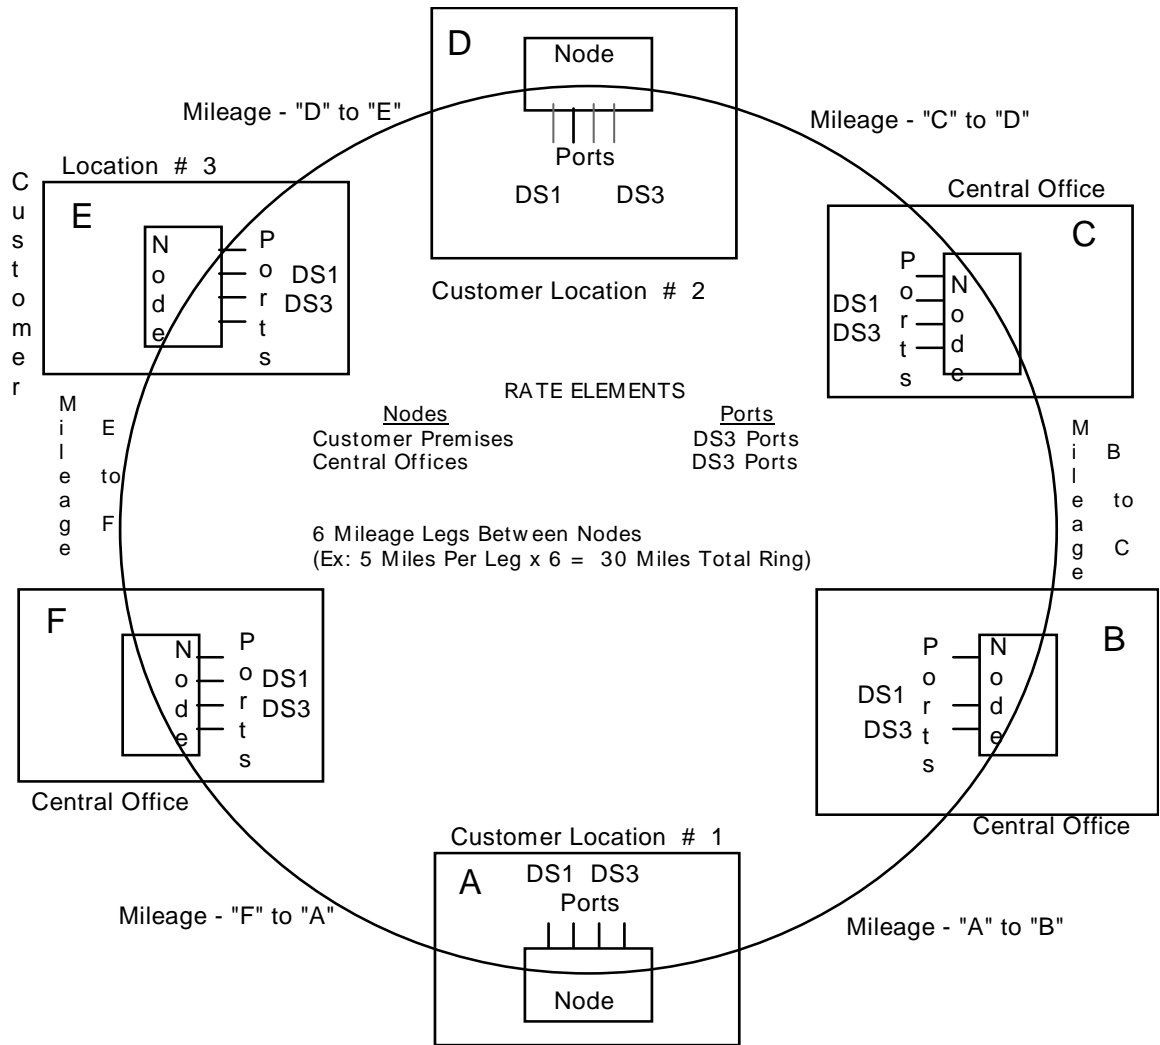 D
Node
Mileage - "D" to "E"
Mileage - "C" to "D"
Ports
DS1 DS3
Customer Location # 2
Customer
Location # 3
E
Node
Ports
DS1
DS3
Central Office
C
Ports
DS1
DS3
Node
RATE ELEMENTS
Nodes Ports
Customer Premises DS3 Ports
Central Offices DS3 Ports
Mileage
E
to
F
Mileage
B
to
C
6 Mileage Legs Between Nodes
(Ex: 5 Miles Per Leg x 6 = 30 Miles Total Ring)
F
Node
Ports
DS1
DS3
Central Office
B
Ports
DS1
DS3
Node
Central Office
Customer Location # 1
A
DS1 DS3
Ports
Node
Mileage - "F" to "A"
Mileage - "A" to "B"